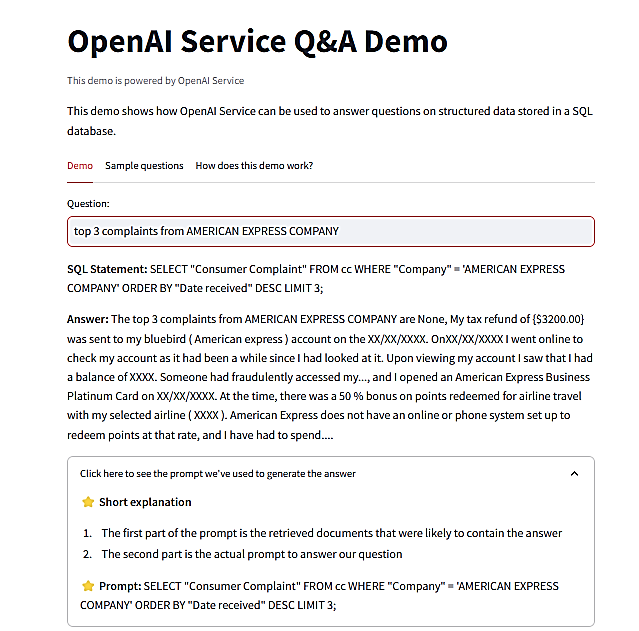 OpenAI Service Q&A Demo
This demo is powered by OpenAI Service
This demo shows how OpenAI Service can be used to answer questions on structured data stored in a SQL
database.
Demo Sample questions How does this demo work?
Question:
top 3 complaints from AMERICAN EXPRESS COMPANY
SQL Statement: SELECT "Consumer Complaint" FROM cc WHERE "Company" = 'AMERICAN EXPRESS
COMPANY' ORDER BY "Date received" DESC LIMIT 3;
Answer: The top 3 complaints from AMERICAN EXPRESS COMPANY are None, My tax refund of {$3200.00}
was sent to my bluebird ( American express ) account on the XX/XX/XXXX. OnXX/XX/XXXX I went online to
check my account as it had been a while since I had looked at it. Upon viewing my account I saw that I had
a balance of XXXX. Someone had fraudulently accessed my..., and I opened an American Express Business
Platinum Card on XX/XX/XXXX. At the time, there was a 50 % bonus on points redeemed for airline travel
with my selected airline ( XXXX ). American Express does not have an online or phone system set up to
redeem points at that rate, and I have had to spend....
Click here to see the prompt we've used to generate the answer
⭐ Short explanation
1. The first part of the prompt is the retrieved documents that were likely to contain the answer
2. The second part is the actual prompt to answer our question
⭐ Prompt: SELECT "Consumer Complaint" FROM cc WHERE "Company" = 'AMERICAN EXPRESS
COMPANY' ORDER BY "Date received" DESC LIMIT 3;